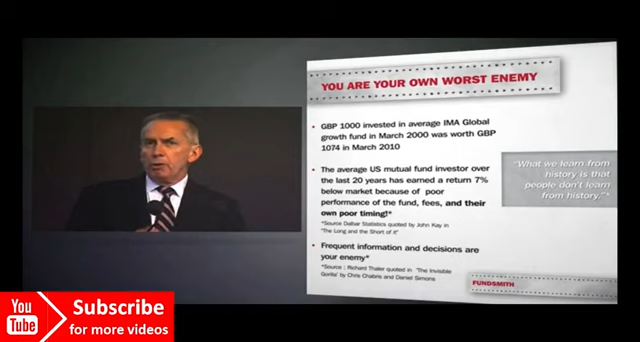 YOU ARE YOUR OWN WORST ENEMY
• GBP 1000 invested in average IMA Global
growth fund in March 2000 was worth GBP
1074 in March 2010
• The average US mutual fund investor over
the last 20 years has earned a return 7%
below market because of poor
performance of the fund, fees, and their
own poor timing!*
*Source Dalbar Statistics quoted by John Kay in
'The Long and the Short of it'
• Frequent information and decisions are
your enemy*
*Source : Richard Thaler quoted in 'The Invisible
Gorilla' by Chris Chabris and Daniel Simons
"What we learn from
history is that
people don't learn
from history."*
FUNDSMITH
You
Tube
Subscribe
for more videos